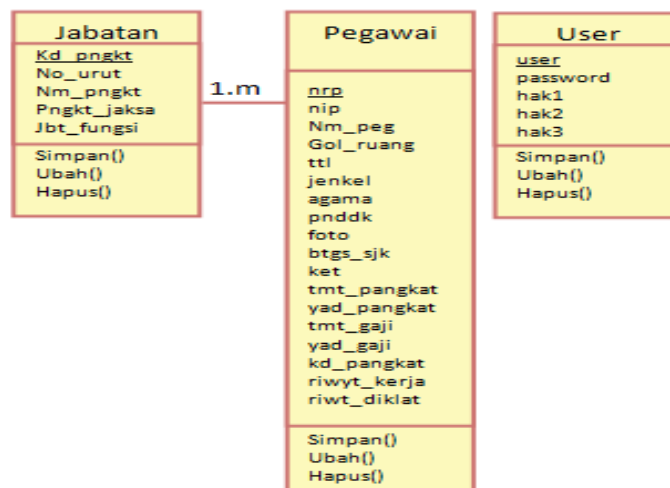 Jabatan
Kd_pngkt
No_urut
Nm_pngkt
Pngkt_jaksa
Jbt_fungsi
Simpan()
Ubah()
Hapus()
1.m
Pegawai
nrp
nip
Nm_peg
Gol_ruang
ttl
jenkel
agama
pnddk
foto
btgs_sjk
ket
tmt_pangkat
yad_pangkat
tmt_gaji
yad_gaji
kd_pangkat
riwyt_kerja
riwt_diklat
Simpan()
Ubah()
Hapus()
User
user
password
hak1
hak2
hak3
Simpan()
Ubah()
Hapus()